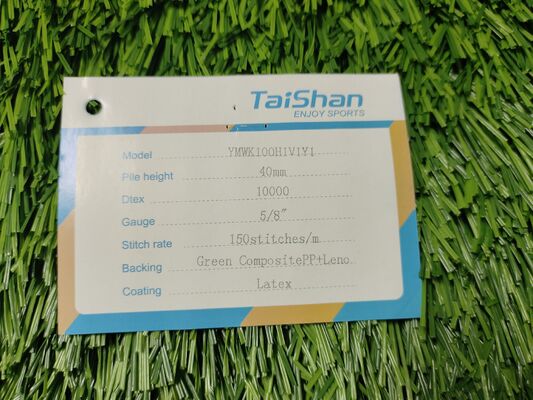 TaiShan
ENJOY SPORTS
Model YMWK100H1V1Y1
Pile height 40mm
Dtex 10000
Gauge 5/8"
Stitch rate 150stitches/m
Backing Green CompositePP+Leno
Coating Latex